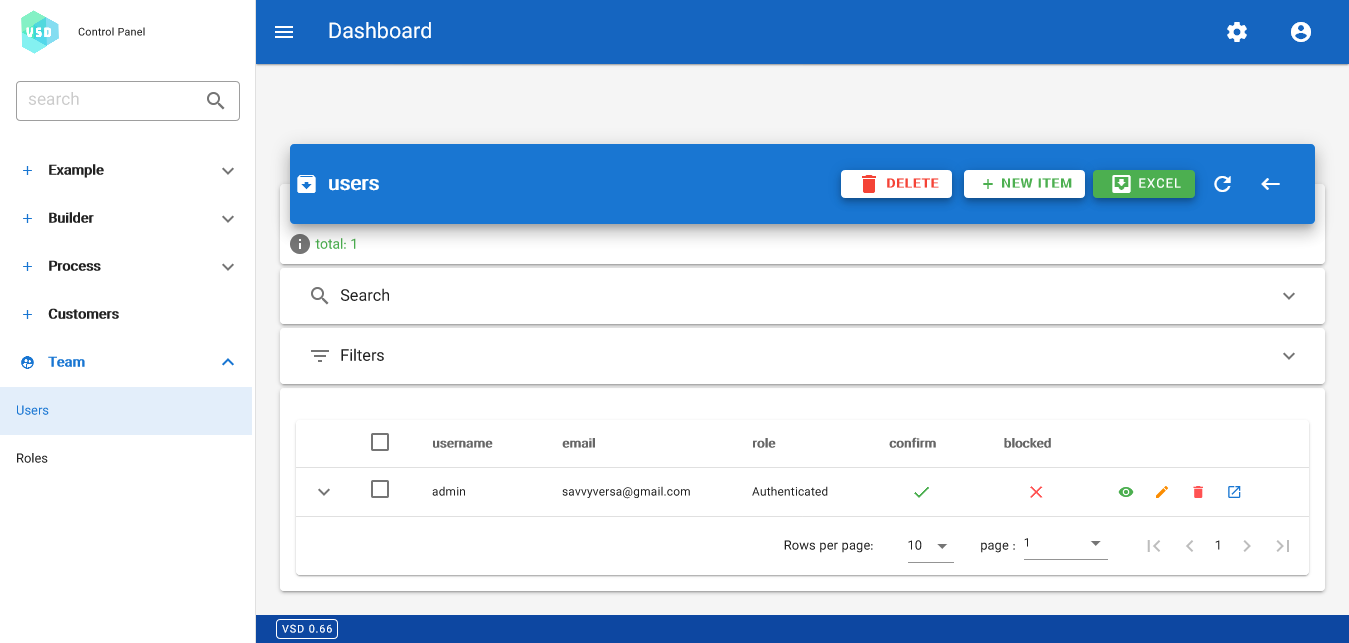 VSD
Control Panel
Dashboard
search
Example
Builder
Process
Customers
Team
Users
Roles
users
DELETE
+ NEW ITEM
EXCEL
total: 1
Search
Filters
username email role confirm blocked
admin savvyversa@gmail.com Authenticated
Rows per page: 10 page : 1 1
VSD 0.66